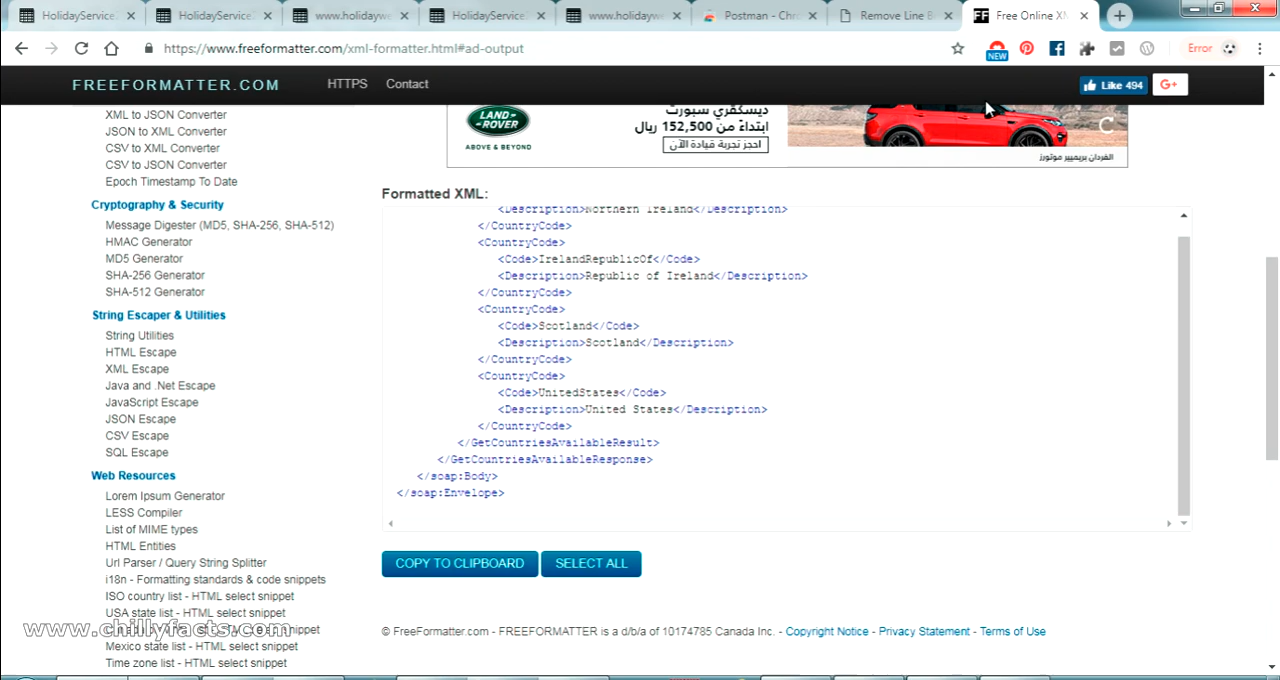 HolidayService
HolidayService
www.holidaywe
HolidayService
www.holidaywe
Postman - Chr
Remove Line B
Free Online XM
https://www.freeformatter.com/xml-formatter.html#ad-output
NEW
Error
FREEFORMATTER.COM
HTTPS
Contact
Like 494
G+
XML to JSON Converter
JSON to XML Converter
CSV to XML Converter
CSV to JSON Converter
Epoch Timestamp To Date
Cryptography & Security
Message Digester (MD5, SHA-256, SHA-512)
HMAC Generator
MD5 Generator
SHA-256 Generator
SHA-512 Generator
String Escaper & Utilities
String Utilities
HTML Escape
XML Escape
Java and .Net Escape
JavaScript Escape
JSON Escape
CSV Escape
SQL Escape
Web Resources
Lorem Ipsum Generator
LESS Compiler
List of MIME types
HTML Entities
Url Parser / Query String Splitter
i18n - Formatting standards & code snippets
ISO country list - HTML select snippet
USA state list - HTML select snippet
www.chillyfacts.com
Mexico state list - HTML select snippet
Time zone list - HTML select snippet
LAND-
ROVER
ABOVE & BEYOND
ديسكفري سبورت
ابتداءً من 152,500 ريال
احجز تجربة قيادة الآن
الفردان بريميير موتورز
Formatted XML:
<Description>Northern Ireland</Description>
</CountryCode>
<CountryCode>
<Code>IrelandRepublicOf</Code>
<Description>Republic of Ireland</Description>
</CountryCode>
<CountryCode>
<Code>Scotland</Code>
<Description>Scotland</Description>
</CountryCode>
<CountryCode>
<Code>UnitedStates</Code>
<Description>United States</Description>
</CountryCode>
</GetCountriesAvailableResult>
</GetCountriesAvailableResponse>
</soap:Body>
</soap:Envelope>
COPY TO CLIPBOARD
SELECT ALL
© FreeFormatter.com - FREEFORMATTER is a d/b/a of 10174785 Canada Inc. - Copyright Notice - Privacy Statement - Terms of Use